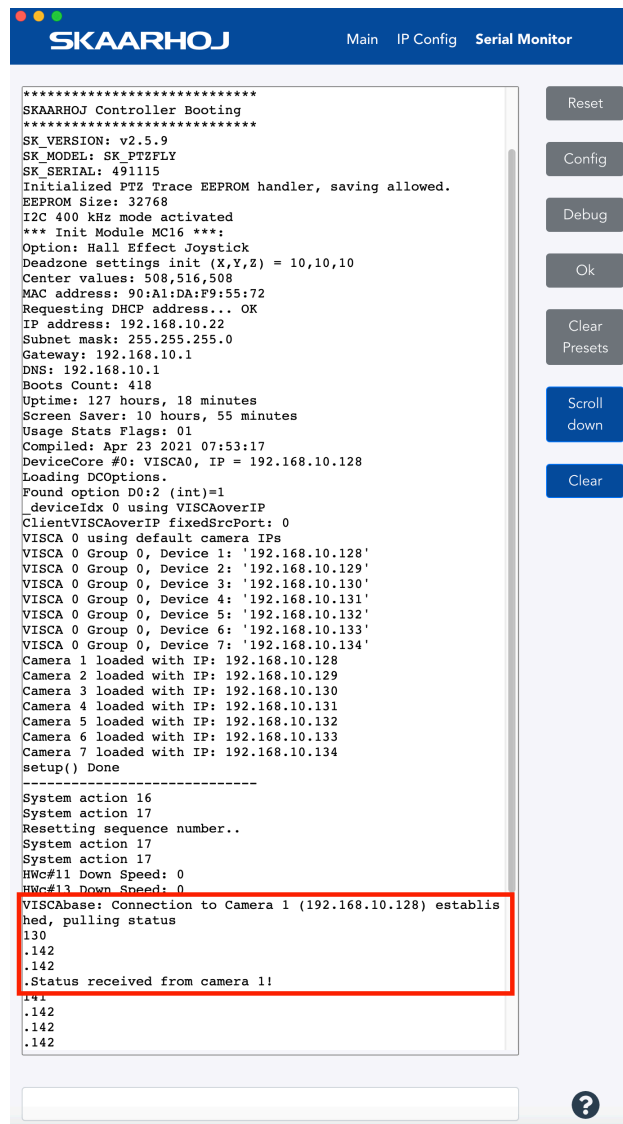 SKAARHOJ
Main IP Config Serial Monitor
*****************************
SKAARHOJ Controller Booting
*****************************
SK_VERSION: v2.5.9
SK_MODEL: SK_PTZFLY
SK_SERIAL: 491115
Initialized PTZ Trace EEPROM handler, saving allowed.
EEPROM Size: 32768
I2C 400 kHz mode activated
*** Init Module MC16 ***:
Option: Hall Effect Joystick
Deadzone settings init (X,Y,Z) = 10,10,10
Center values: 508,516,508
MAC address: 90:A1:DA:F9:55:72
Requesting DHCP address... OK
IP address: 192.168.10.22
Subnet mask: 255.255.255.0
Gateway: 192.168.10.1
DNS: 192.168.10.1
Boots Count: 418
Uptime: 127 hours, 18 minutes
Screen Saver: 10 hours, 55 minutes
Usage Stats Flags: 01
Compiled: Apr 23 2021 07:53:17
DeviceCore #0: VISCA0, IP = 192.168.10.128
Loading DCOptions.
Found option D0:2 (int)=1
_deviceIdx 0 using VISCAoverIP
ClientVISCAoverIP fixedSrcPort: 0
VISCA 0 using default camera IPs
VISCA 0 Group 0, Device 1: '192.168.10.128'
VISCA 0 Group 0, Device 2: '192.168.10.129'
VISCA 0 Group 0, Device 3: '192.168.10.130'
VISCA 0 Group 0, Device 4: '192.168.10.131'
VISCA 0 Group 0, Device 5: '192.168.10.132'
VISCA 0 Group 0, Device 6: '192.168.10.133'
VISCA 0 Group 0, Device 7: '192.168.10.134'
Camera 1 loaded with IP: 192.168.10.128
Camera 2 loaded with IP: 192.168.10.129
Camera 3 loaded with IP: 192.168.10.130
Camera 4 loaded with IP: 192.168.10.131
Camera 5 loaded with IP: 192.168.10.132
Camera 6 loaded with IP: 192.168.10.133
Camera 7 loaded with IP: 192.168.10.134
setup() Done
-----------------------------
System action 16
System action 17
Resetting sequence number..
System action 17
System action 17
HWc#11 Down Speed: 0
HWc#13 Down Speed: 0
VISCAbase: Connection to Camera 1 (192.168.10.128) establis
hed, pulling status
130
.142
.142
.Status received from camera 1!
141
.142
.142
.142
Reset
Config
Debug
Ok
Clear
Presets
Scroll
down
Clear
?